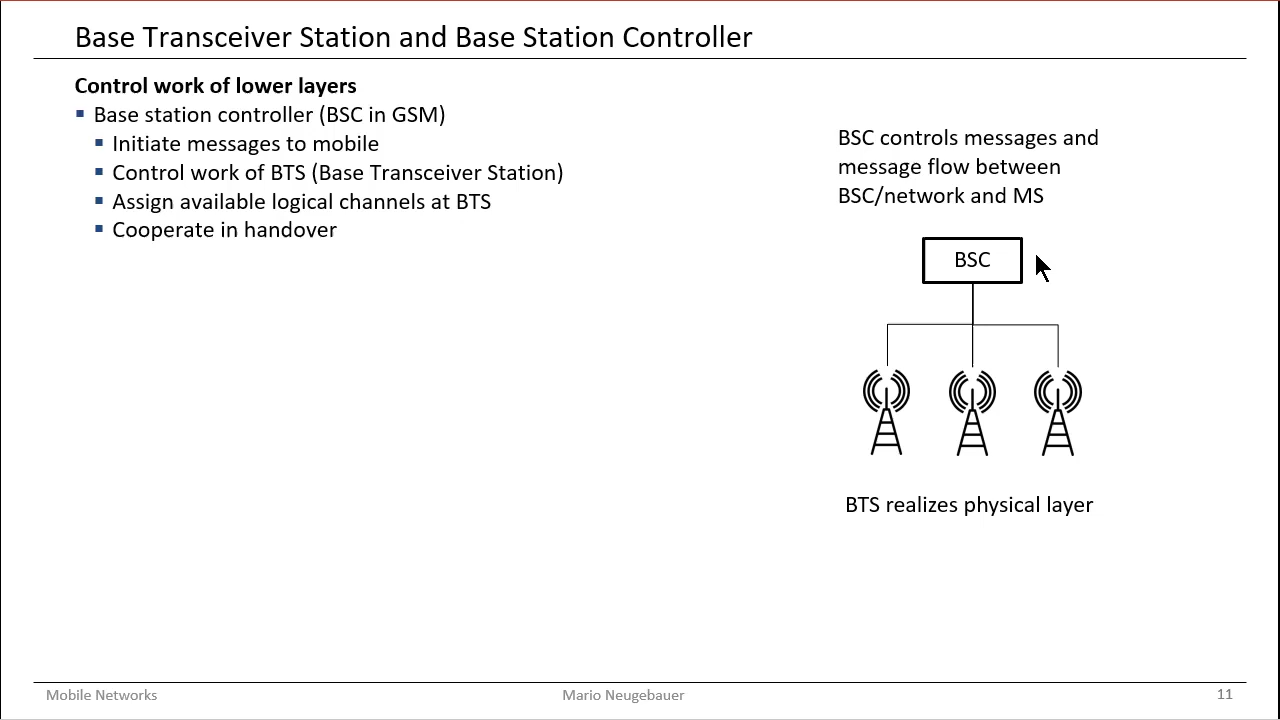 Base Transceiver Station and Base Station Controller
Control work of lower layers
Base station controller (BSC in GSM)
Initiate messages to mobile
Control work of BTS (Base Transceiver Station)
Assign available logical channels at BTS
Cooperate in handover
BSC controls messages and
message flow between
BSC/network and MS
BSC
BTS realizes physical layer
Mobile Networks
Mario Neugebauer
11